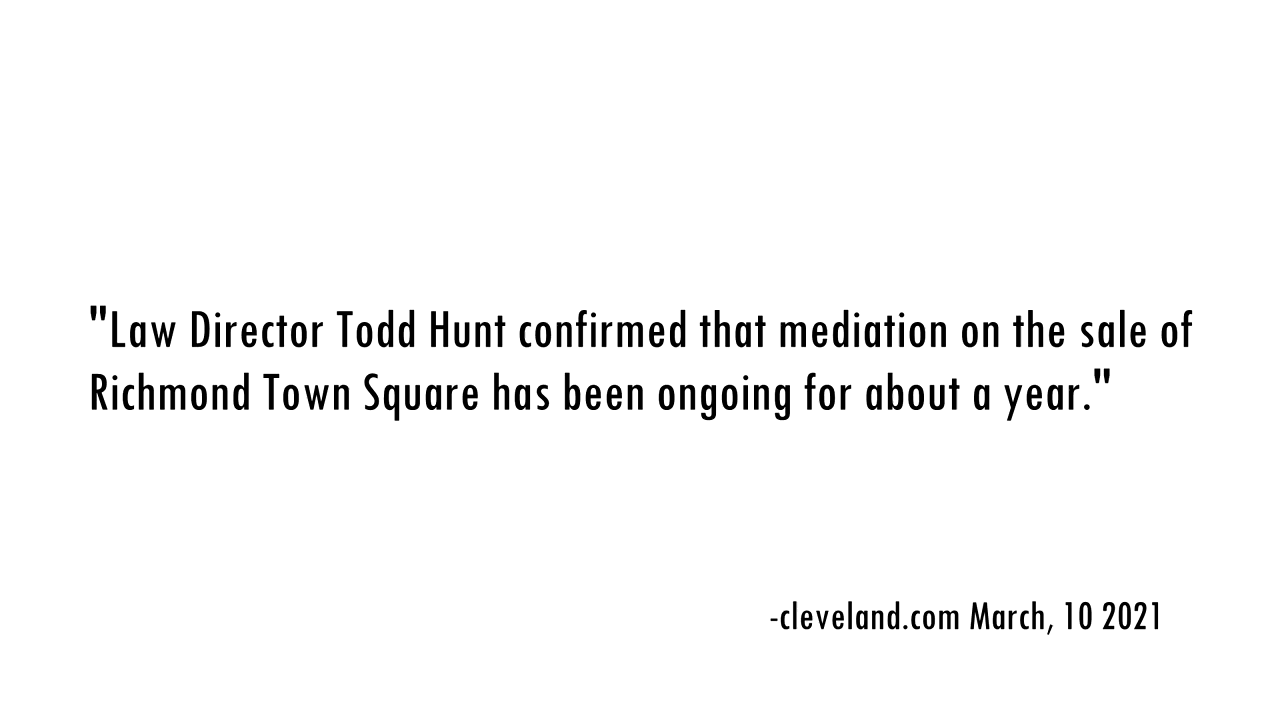 "Law Director Todd Hunt confirmed that mediation on the sale of
Richmond Town Square has been ongoing for about a year."
-cleveland.com March, 10 2021